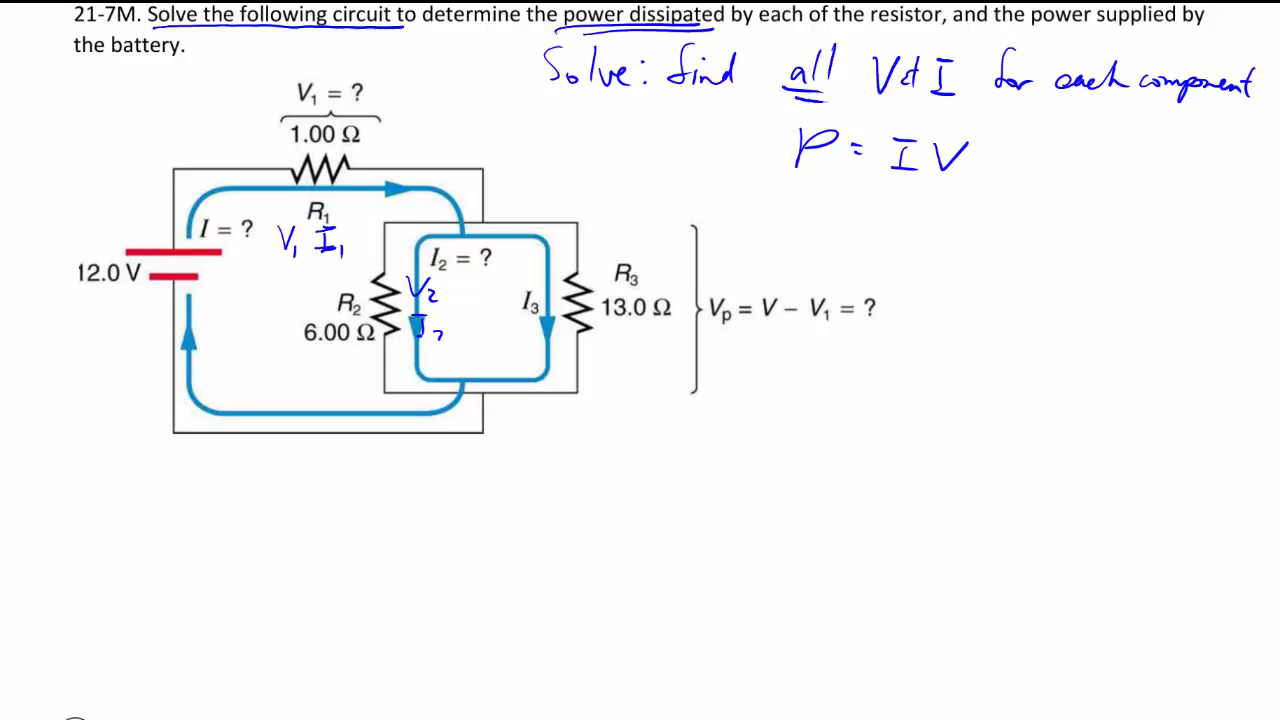 21-7M. Solve the following circuit to determine the power dissipated by each of the resistor, and the power supplied by
the battery.
Solve: find all V & I for each component
P = I V
V₁ = ?
1.00 Ω
R₁
I = ?
V₁ I₁
12.0 V
I₂ = ?
V₂
I₂
R₂
6.00 Ω
I₃
R₃
13.0 Ω
Vₚ = V − V₁ = ?